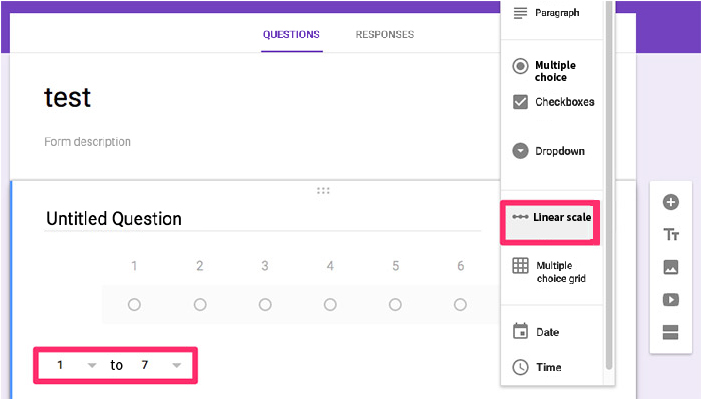 QUESTIONS RESPONSES
test
Form description
Untitled Question
1 2 3 4 5 6
1 to 7
Paragraph
Multiple
choice
Checkboxes
Dropdown
Linear scale
Multiple
choice grid
Date
Time
Tт